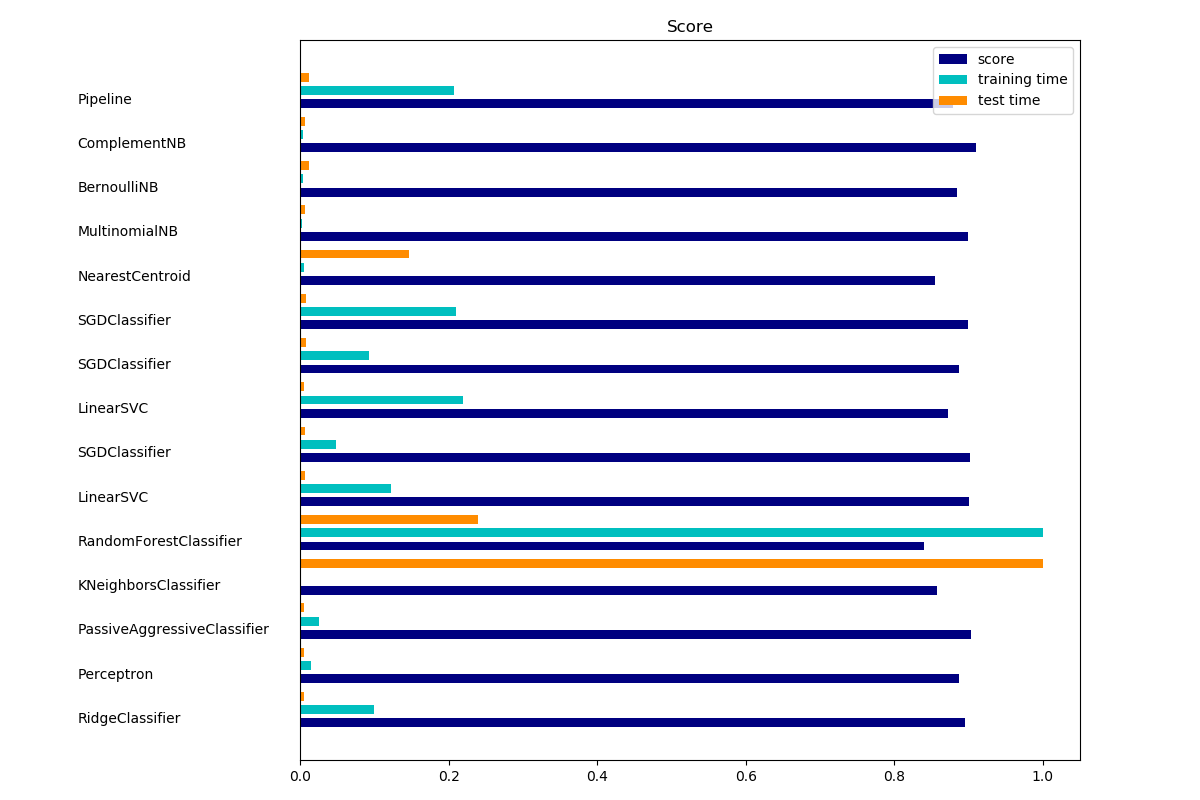 Score
score
training time
test time
Pipeline
ComplementNB
BernoulliNB
MultinomialNB
NearestCentroid
SGDClassifier
SGDClassifier
LinearSVC
SGDClassifier
LinearSVC
RandomForestClassifier
KNeighborsClassifier
PassiveAggressiveClassifier
Perceptron
RidgeClassifier
0.0 0.2 0.4 0.6 0.8 1.0